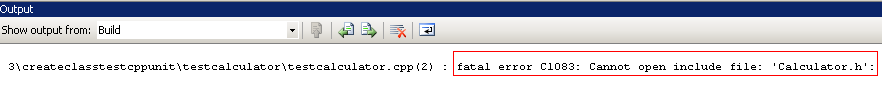 Output
Show output from: Build
3\createclasstestcppunit\testcalculator\testcalculator.cpp(2) : fatal error C1083: Cannot open include file: 'Calculator.h':